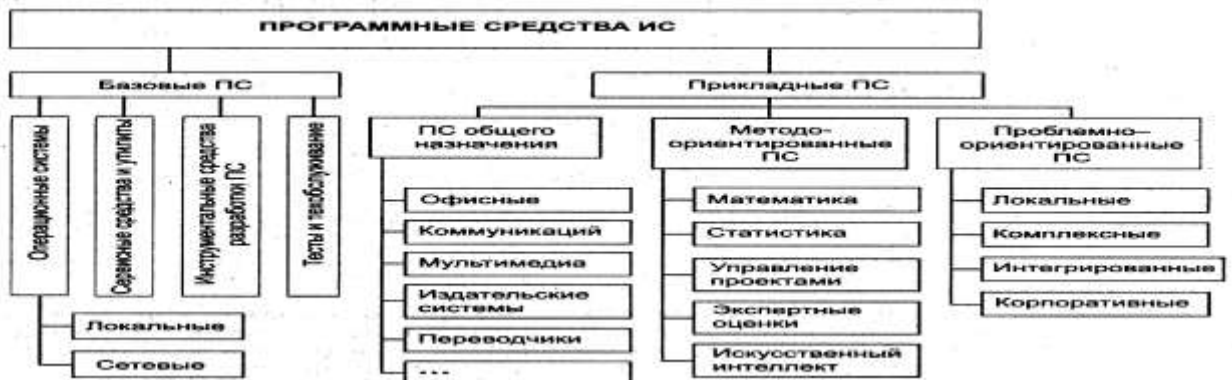 ПРОГРАММНЫЕ СРЕДСТВА ИС
Базовые ПС
Операционные системы
Сервисные средства и утилиты
Инструментальные средства
разработки ПС
Тесты и техобслуживание
Локальные
Сетевые
Прикладные ПС
ПС общего
назначения
Офисные
Коммуникаций
Мультимедиа
Издательские
системы
Переводчики
...
Методо-
ориентированные
ПС
Математика
Статистика
Управление
проектами
Экспертные
оценки
Искусственный
интеллект
Проблемно–
ориентированные
ПС
Локальные
Комплексные
Интегрированные
Корпоративные